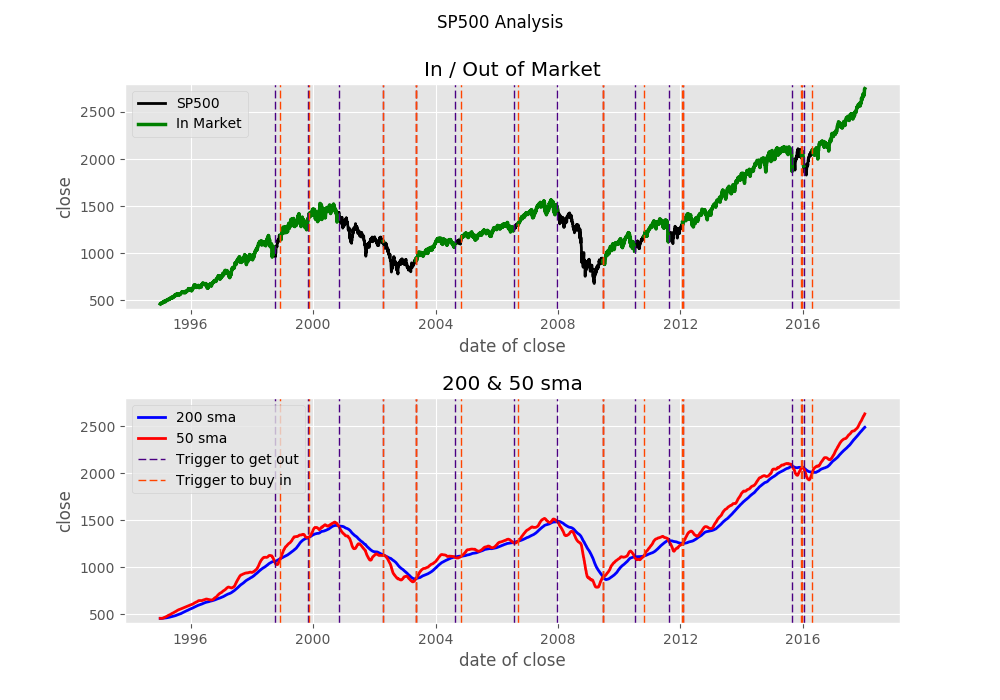 SP500 Analysis
In / Out of Market
SP500
In Market
close
2500
2000
1500
1000
500
1996 2000 2004 2008 2012 2016
date of close
200 & 50 sma
200 sma
50 sma
Trigger to get out
Trigger to buy in
close
2500
2000
1500
1000
500
1996 2000 2004 2008 2012 2016
date of close